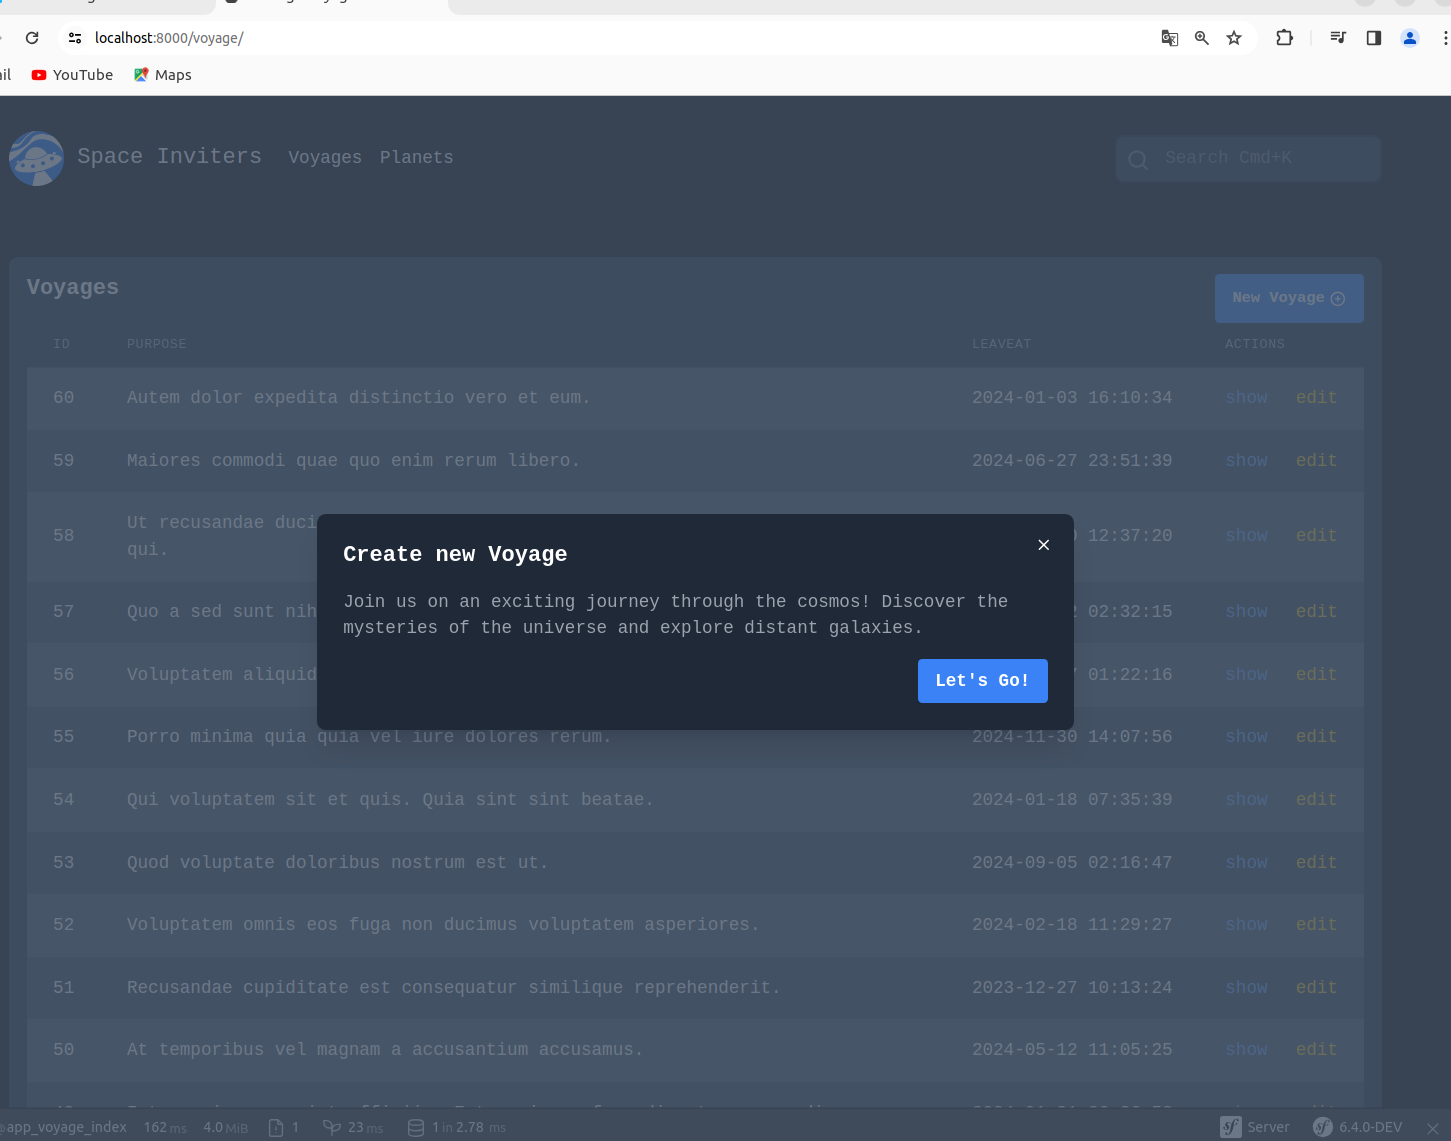 localhost:8000/voyage/
YouTube Maps
Space Inviters Voyages Planets Search Cmd+K
Voyages
New Voyage
ID PURPOSE LEAVEAT ACTIONS
60 Autem dolor expedita distinctio vero et eum. 2024-01-03 16:10:34 show edit
59 Maiores commodi quae quo enim rerum libero. 2024-06-27 23:51:39 show edit
58 Ut recusandae 12:37:20 show edit
qui.
57 Quo a sed sunt 02:32:15 show edit
56 Voluptatem aliquid 01:22:16 show edit
55 Porro minima quia quia vel iure dolores rerum. 2024-11-30 14:07:56 show edit
54 Qui voluptatem sit et quis. Quia sint sint beatae. 2024-01-18 07:35:39 show edit
53 Quod voluptate doloribus nostrum est ut. 2024-09-05 02:16:47 show edit
52 Voluptatem omnis eos fuga non ducimus voluptatem asperiores. 2024-02-18 11:29:27 show edit
51 Recusandae cupiditate est consequatur similique reprehenderit. 2023-12-27 10:13:24 show edit
50 At temporibus vel magnam a accusantium accusamus. 2024-05-12 11:05:25 show edit
Create new Voyage
Join us on an exciting journey through the cosmos! Discover the
mysteries of the universe and explore distant galaxies.
Let's Go!
@app_voyage_index 162 ms 4.0 MiB 1 23 ms 1 in 2.78 ms Server 6.4.0-DEV